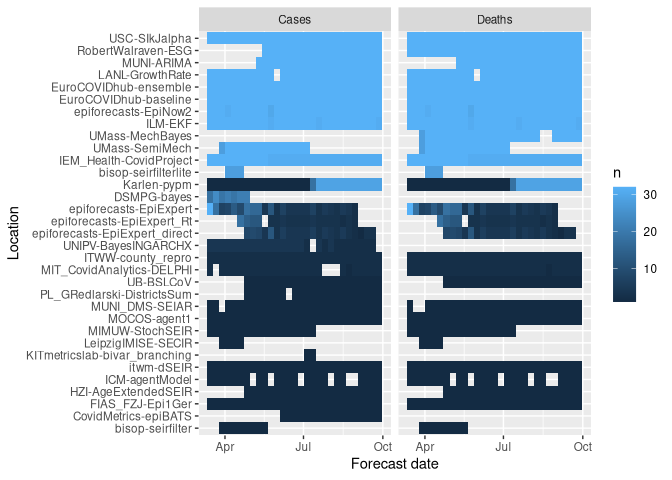 Cases Deaths
USC-SIkJalpha
RobertWalraven-ESG
MUNI-ARIMA
LANL-GrowthRate
EuroCOVIDhub-ensemble
EuroCOVIDhub-baseline
epiforecasts-EpiNow2
ILM-EKF
UMass-MechBayes
UMass-SemiMech
IEM_Health-CovidProject
bisop-seirfilterlite
Karlen-pypm
DSMPG-bayes
epiforecasts-EpiExpert
epiforecasts-EpiExpert_Rt
epiforecasts-EpiExpert_direct
UNIPV-BayesINGARCHX
ITWW-county_repro
MIT_CovidAnalytics-DELPHI
UB-BSLCoV
PL_GRedlarski-DistrictsSum
MUNI_DMS-SEIAR
MOCOS-agent1
MIMUW-StochSEIR
LeipzigIMISE-SECIR
KITmetricslab-bivar_branching
itwm-dSEIR
ICM-agentModel
HZI-AgeExtendedSEIR
FIAS_FZJ-Epi1Ger
CovidMetrics-epiBATS
bisop-seirfilter
Apr Jul Oct Apr Jul Oct
Forecast date
Location
n
30
20
10